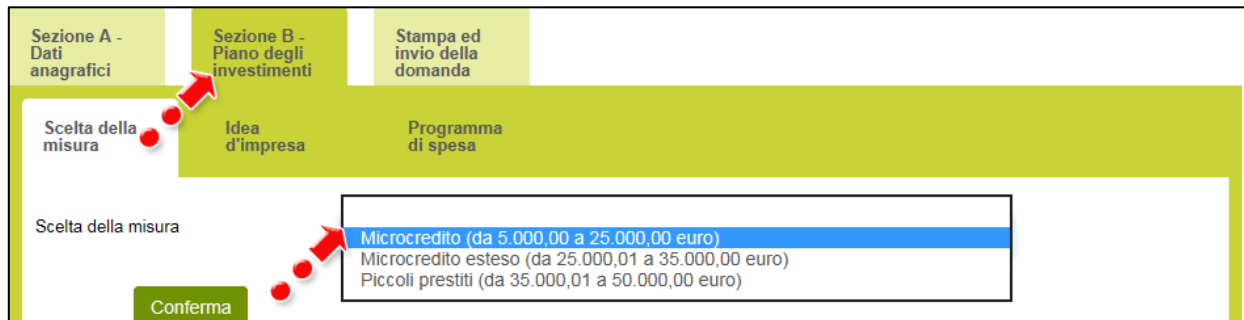 Sezione A -
Dati
anagrafici
Sezione B -
Piano degli
investimenti
Stampa ed
invio della
domanda
Scelta della
misura
Idea
d'impresa
Programma
di spesa
Scelta della misura
Microcredito (da 5.000,00 a 25.000,00 euro)
Microcredito esteso (da 25.000,01 a 35.000,00 euro)
Piccoli prestiti (da 35.000,01 a 50.000,00 euro)
Conferma